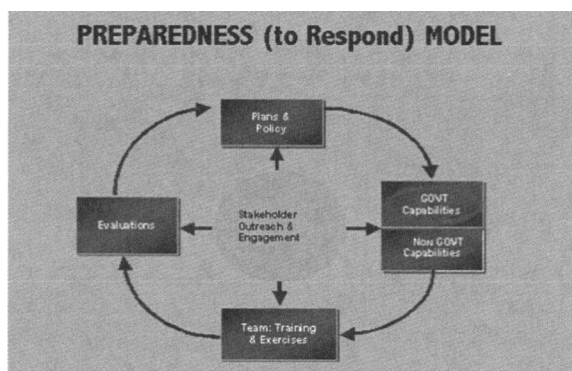 PREPAREDNESS (to Respond) MODEL
Plans &
Policy
GOVT
Capabilities
Non GOVT
Capabilities
Evaluations
Stakeholder
Outreach &
Engagement
Team: Training
& Exercises